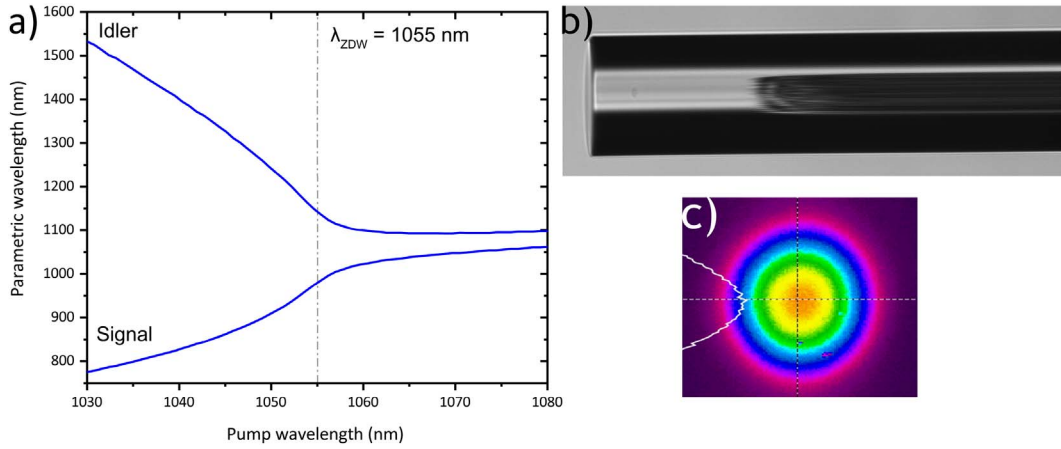 a)
1600
1500
1400
1300
1200
1100
1000
900
800
Parametric wavelength (nm)
Idler
λZDW = 1055 nm
Signal
1030
1040
1050
1060
1070
1080
Pump wavelength (nm)
b)
c)